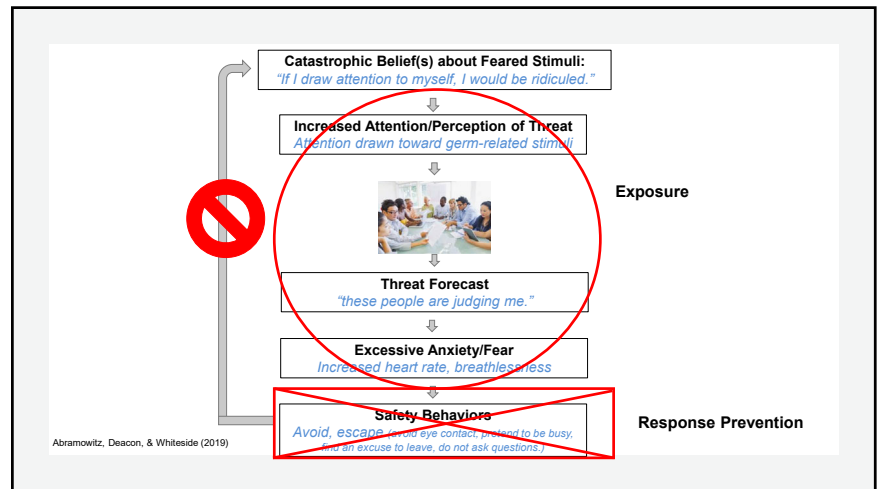 Catastrophic Belief(s) about Feared Stimuli:
"If I draw attention to myself, I would be ridiculed."
Increased Attention/Perception of Threat
Attention drawn toward germ-related stimuli
Exposure
Threat Forecast
"these people are judging me."
Excessive Anxiety/Fear
Increased heart rate, breathlessness
Safety Behaviors
Avoid, escape (avoid eye contact, pretend to be busy,
find an excuse to leave, do not ask questions.)
Response Prevention
Abramowitz, Deacon, & Whiteside (2019)